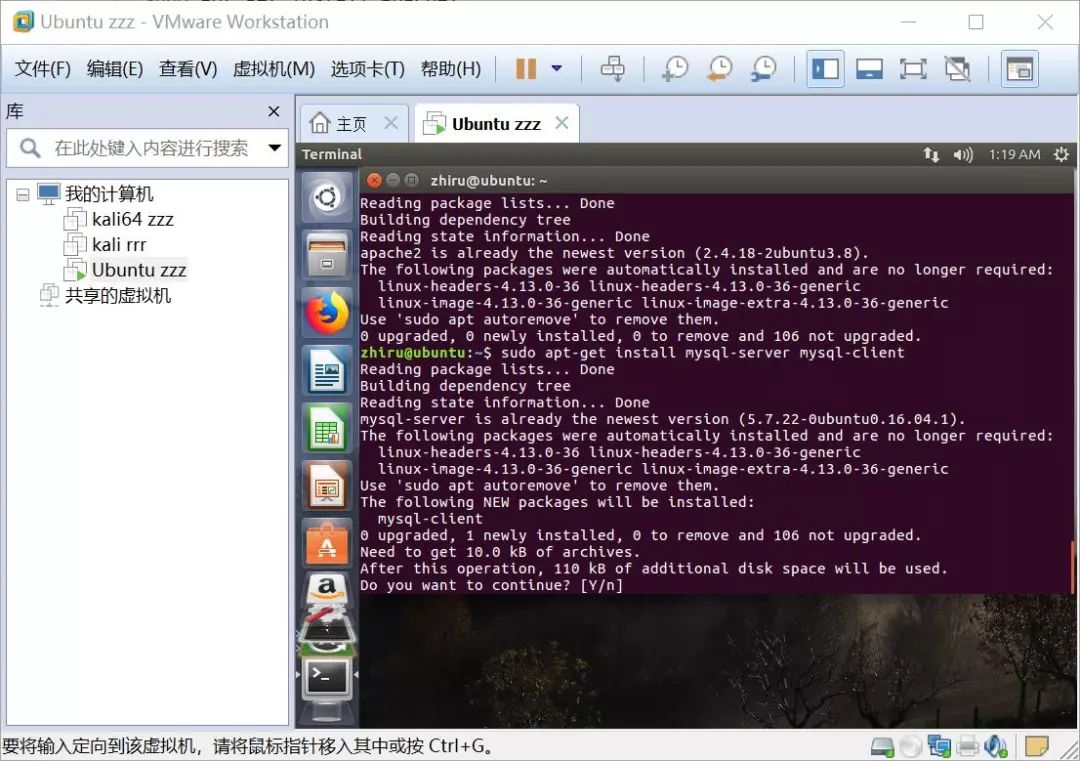 Ubuntu zzz - VMware Workstation
文件(F) 编辑(E) 查看(V) 虚拟机(M) 选项卡(T) 帮助(H)
库
在此处键入内容进行搜索
我的计算机
kali64 zzz
kali rrr
Ubuntu zzz
共享的虚拟机
主页 Ubuntu zzz
Terminal 1:19 AM
zhiru@ubuntu: ~
Reading package lists... Done
Building dependency tree
Reading state information... Done
apache2 is already the newest version (2.4.18-2ubuntu3.8).
The following packages were automatically installed and are no longer required:
linux-headers-4.13.0-36 linux-headers-4.13.0-36-generic
linux-image-4.13.0-36-generic linux-image-extra-4.13.0-36-generic
Use 'sudo apt autoremove' to remove them.
0 upgraded, 0 newly installed, 0 to remove and 106 not upgraded.
zhiru@ubuntu:~$ sudo apt-get install mysql-server mysql-client
Reading package lists... Done
Building dependency tree
Reading state information... Done
mysql-server is already the newest version (5.7.22-0ubuntu0.16.04.1).
The following packages were automatically installed and are no longer required:
linux-headers-4.13.0-36 linux-headers-4.13.0-36-generic
linux-image-4.13.0-36-generic linux-image-extra-4.13.0-36-generic
Use 'sudo apt autoremove' to remove them.
The following NEW packages will be installed:
mysql-client
0 upgraded, 1 newly installed, 0 to remove and 106 not upgraded.
Need to get 10.0 kB of archives.
After this operation, 110 kB of additional disk space will be used.
Do you want to continue? [Y/n]
要将输入定向到该虚拟机，请将鼠标指针移入其中或按 Ctrl+G。